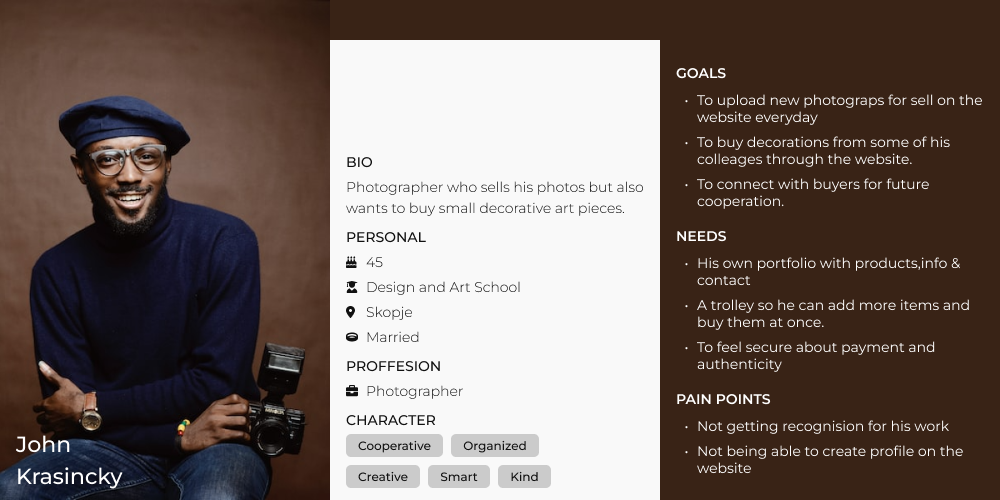 John
Krasincky
BIO
Photographer who sells his photos but also
wants to buy small decorative art pieces.
PERSONAL
45
Design and Art School
Skopje
Married
PROFFESION
Photographer
CHARACTER
Cooperative Organized
Creative Smart Kind
GOALS
• To upload new photograps for sell on the
website everyday
• To buy decorations from some of his
colleages through the website.
• To connect with buyers for future
cooperation.
NEEDS
• His own portfolio with products,info &
contact
• A trolley so he can add more items and
buy them at once.
• To feel secure about payment and
authenticity
PAIN POINTS
• Not getting recognision for his work
• Not being able to create profile on the
website